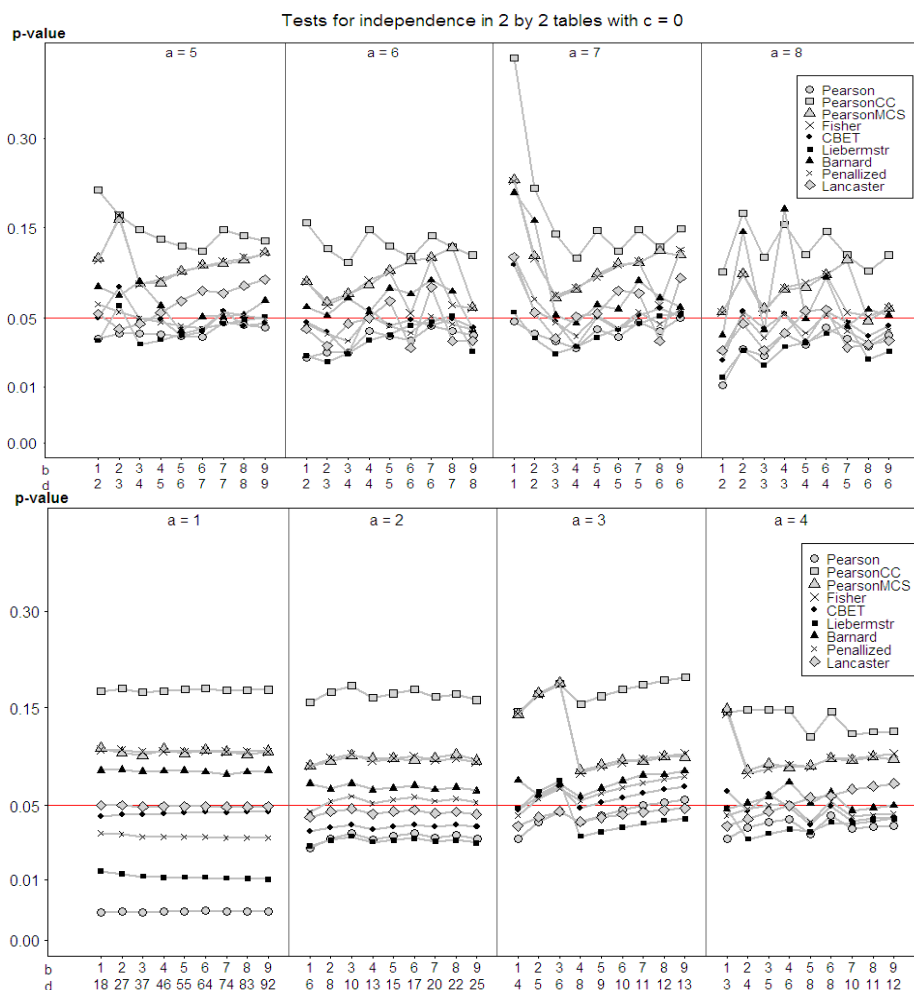 Tests for independence in 2 by 2 tables with c = 0
p-value
a = 5 a = 6 a = 7 a = 8
Pearson
PearsonCC
PearsonMCS
Fisher
CBET
Liebermstr
Barnard
Penallized
Lancaster
0.30
0.15
0.05
0.01
0.00
b 1 2 3 4 5 6 7 8 9 1 2 3 4 5 6 7 8 9 1 2 3 4 5 6 7 8 9 1 2 3 4 5 6 7 8 9
d 2 3 4 5 5 6 7 8 9 2 3 4 4 5 6 6 7 8 1 2 3 4 4 5 5 6 6 2 2 3 3 4 4 5 6 6
p-value
a = 1 a = 2 a = 3 a = 4
Pearson
PearsonCC
PearsonMCS
Fisher
CBET
Liebermstr
Barnard
Penallized
Lancaster
0.30
0.15
0.05
0.01
0.00
b 1 2 3 4 5 6 7 8 9 1 2 3 4 5 6 7 8 9 1 2 3 4 5 6 7 8 9 1 2 3 4 5 6 7 8 9
d 18 27 37 46 55 64 74 83 92 6 8 10 13 15 17 20 22 25 4 5 6 8 9 10 11 12 13 3 4 5 6 8 8 10 11 12